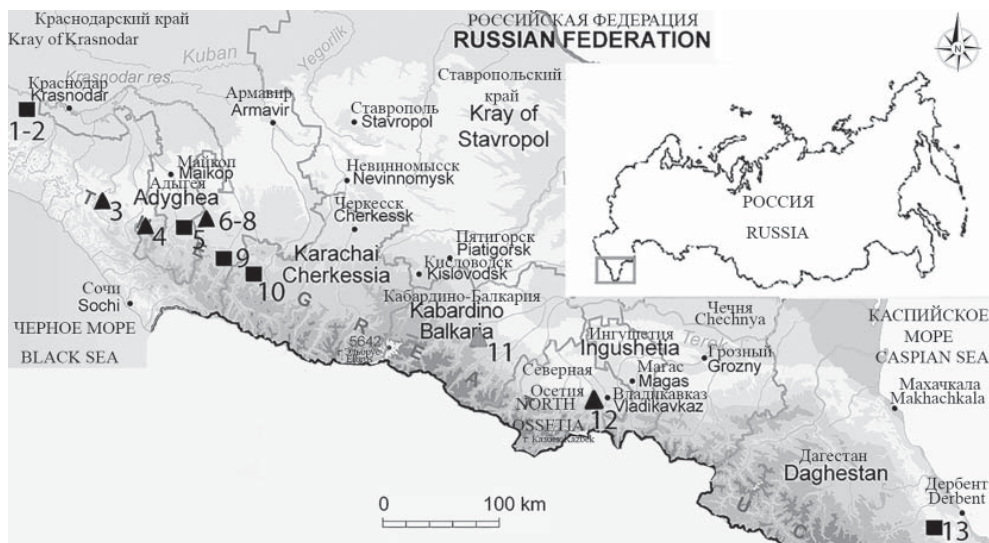 Краснодарский край
Kray of Krasnodar
РОССИЙСКАЯ ФЕДЕРАЦИЯ
RUSSIAN FEDERATION
N
Kuban
Yegorlik
Krasnodar res.
Краснодар
Krasnodar
1-2
Армавир
Armavir
Ставрополь
Stavropol
Ставропольский
край
Kray of
Stavropol
Майкоп
Maikop
Адыгея
Adyghea
Невинномысск
Nevinnomysk
Черкесск
Cherkessk
3
4
5
6-8
9
10
Karachai
Cherkessia
Пятигорск
Piatigorsk
Кисловодск
Kislovodsk
Сочи
Sochi
ЧЕРНОЕ МОРЕ
BLACK SEA
Кабардино-Балкария
Kabardino
Balkaria
11
5642
РОССИЯ
RUSSIA
Чечня
Chechnya
Ингушетия
Ingushetia
Terek
Грозный
Grozny
Магас
Magas
Северная
Осетия
NORTH
OSSETIA
Владикавказ
Vladikavkaz
12
КАСПИЙСКОЕ
МОРЕ
CASPIAN SEA
Махачкала
Makhachkala
Дагестан
Daghestan
Дербент
Derbent
13
T
E
G
R
E
A
U
C
0 100 km